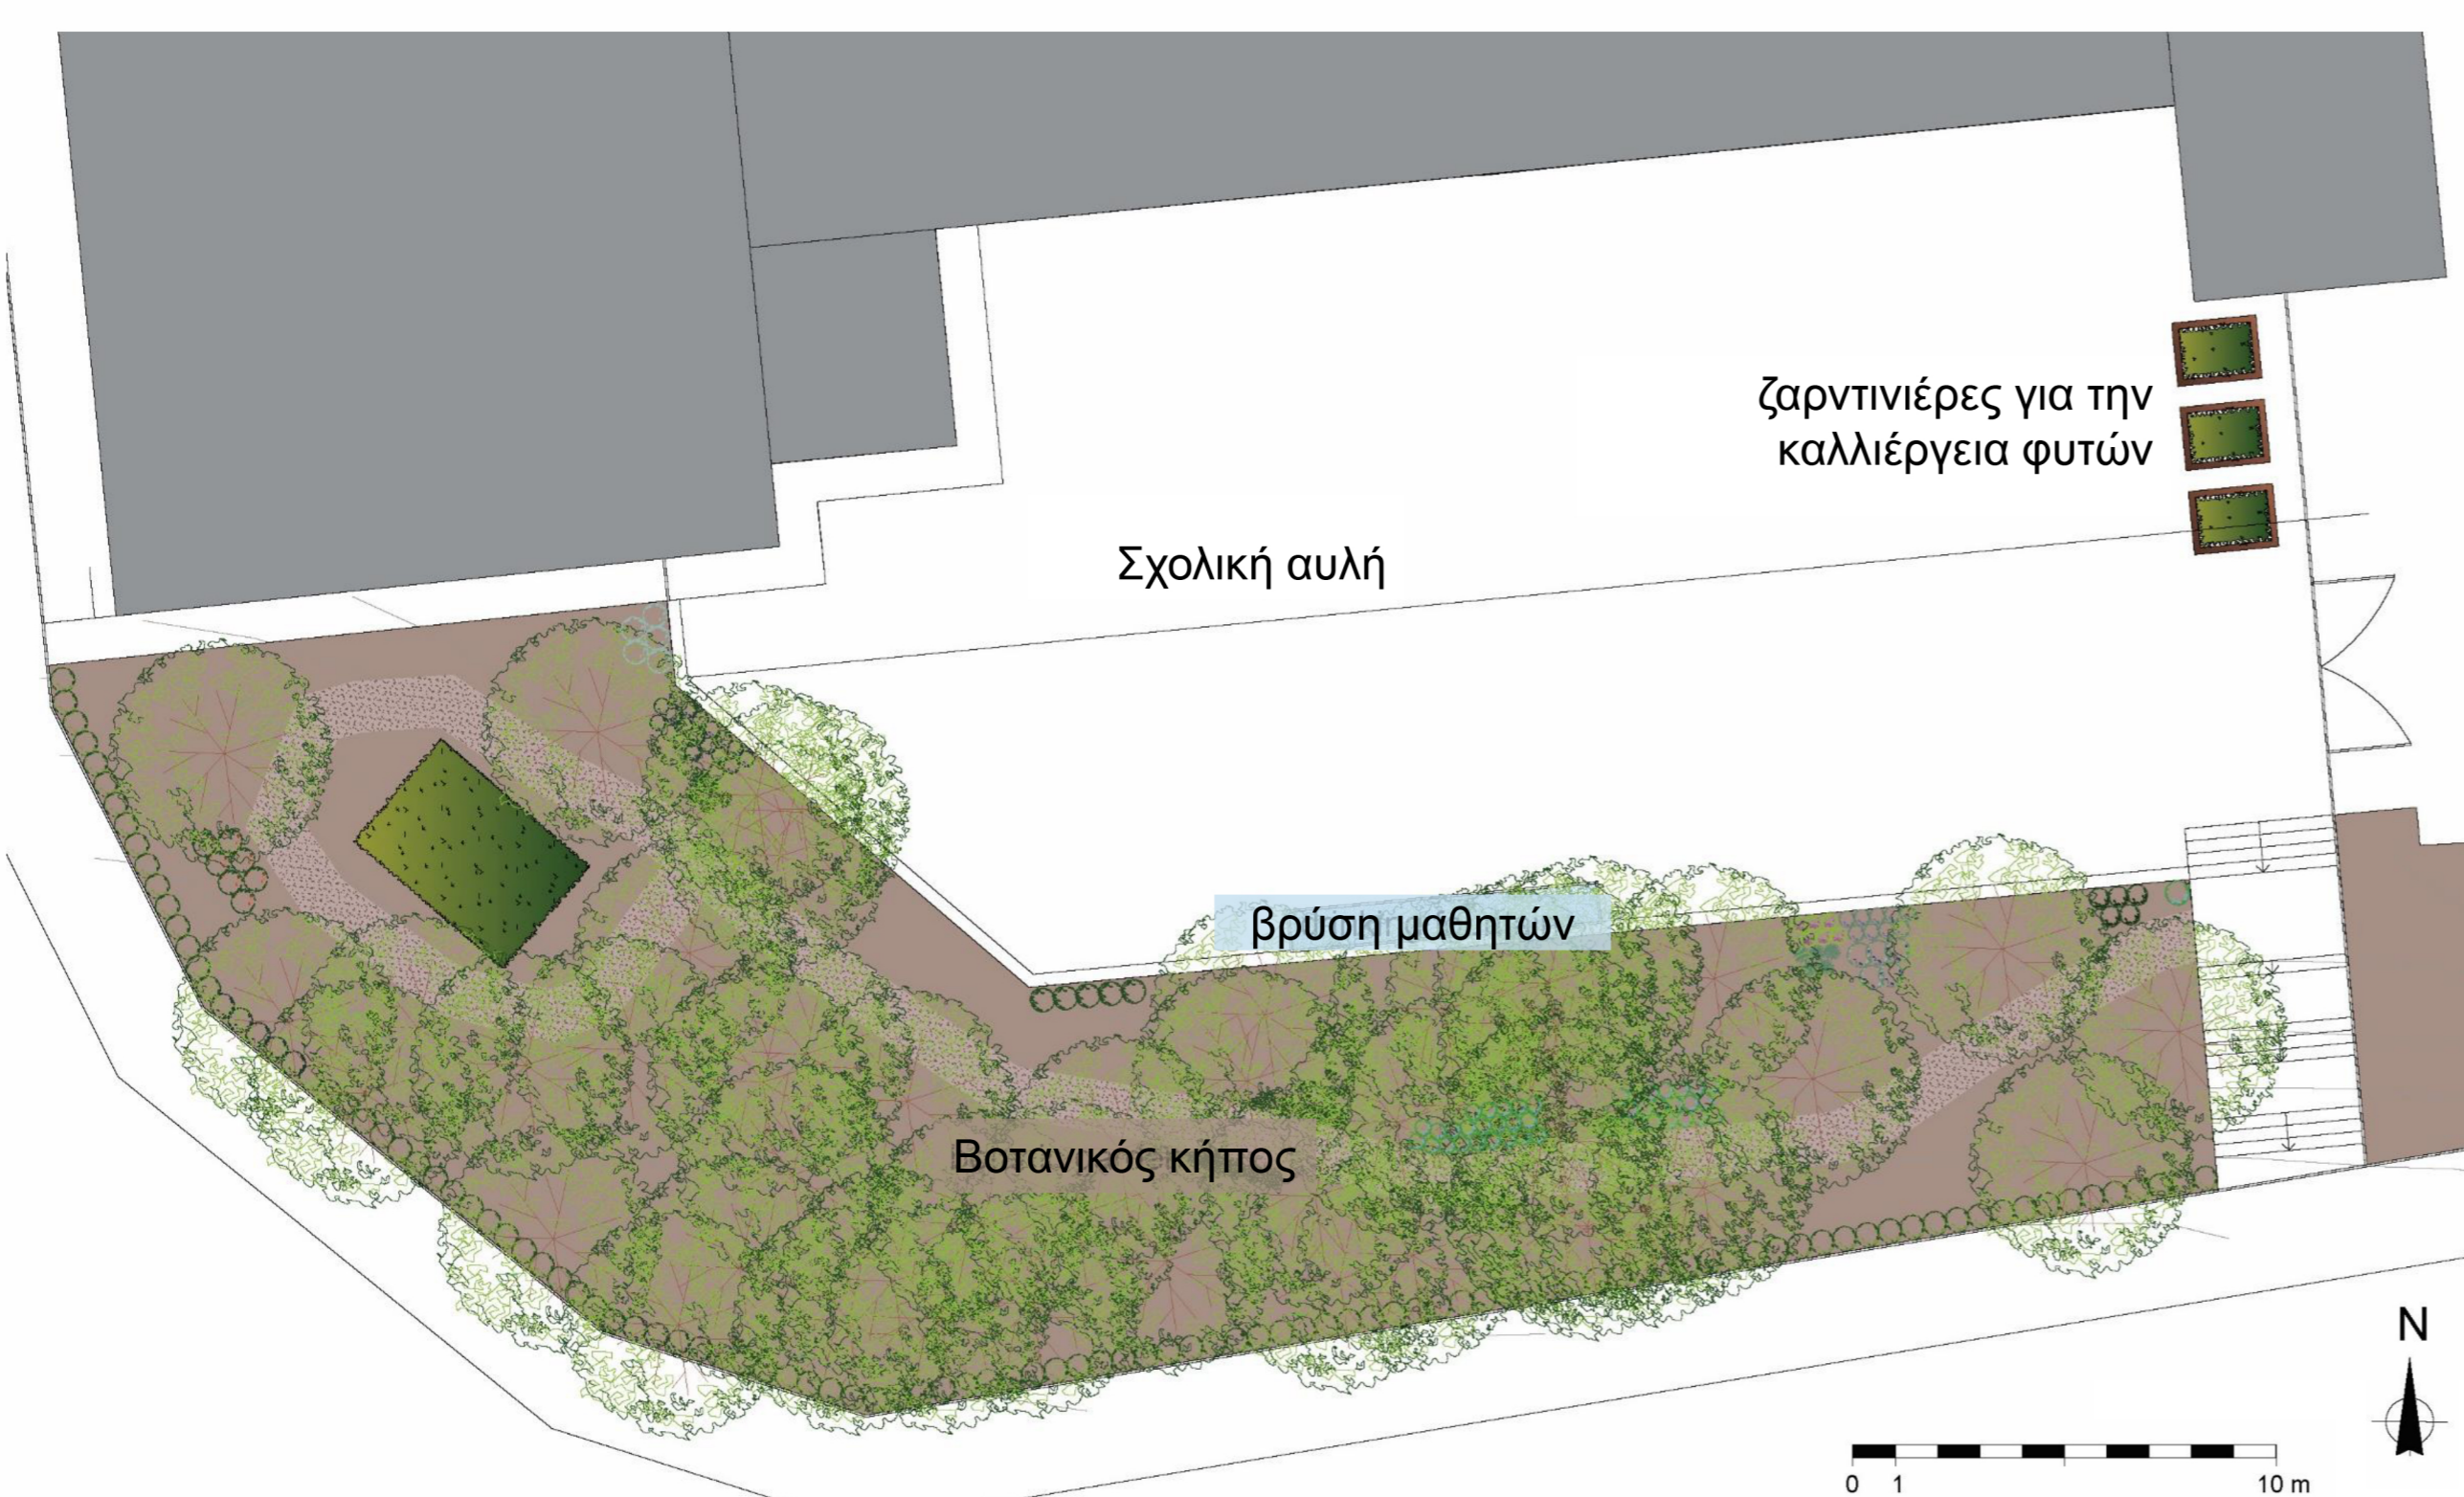 ζαρντινιέρες για την
καλλιέργεια φυτών
Σχολική αυλή
βρύση μαθητών
Βοτανικός κήπος
N
0 1 10 m